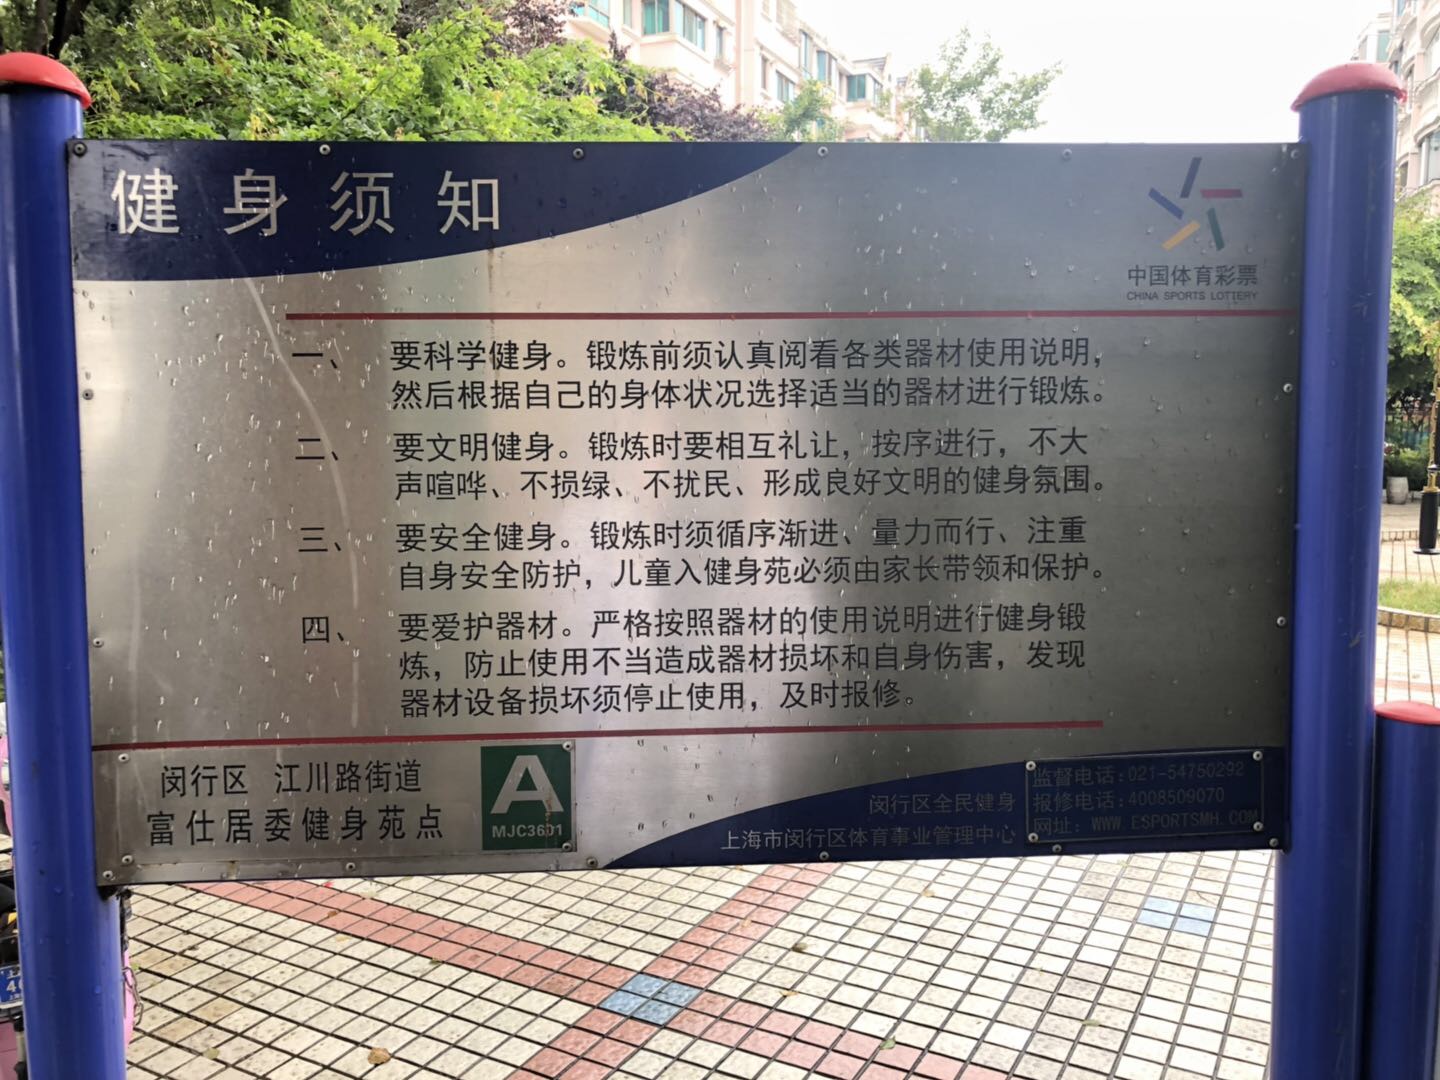 健身须知
中国体育彩票
CHINA SPORTS LOTTERY
一、 要科学健身。锻炼前须认真阅看各类器材使用说明,
然后根据自己的身体状况选择适当的器材进行锻炼。
二、 要文明健身。锻炼时要相互礼让，按序进行，不大
声喧哗、不损绿、不扰民、形成良好文明的健身氛围。
三、 要安全健身。锻炼时须循序渐进、量力而行、注重
自身安全防护，儿童入健身苑必须由家长带领和保护。
四、 要爱护器材。严格按照器材的使用说明进行健身锻
炼，防止使用不当造成器材损坏和自身伤害，发现
器材设备损坏须停止使用，及时报修。
闵行区 江川路街道
富仕居委健身苑点
A
MJC3601
闵行区全民健身
上海市闵行区体育事业管理中心
监督电话:021-54750292
报修电话:4008509070
网址: WWW.ESPORTSMH.COM